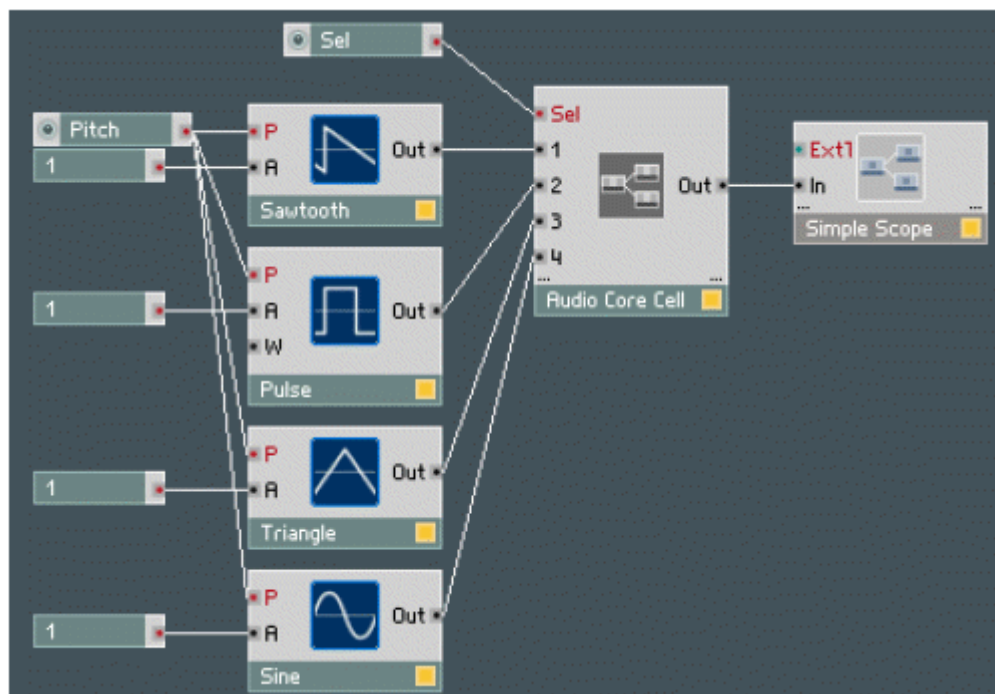 Sel
Pitch
1
P
A
Out
Sawtooth
1
P
A
W
Out
Pulse
1
P
A
Out
Triangle
1
P
A
Out
Sine
Sel
1
2
3
4
Out
...
...
Audio Core Cell
Ext1
In
...
...
Simple Scope